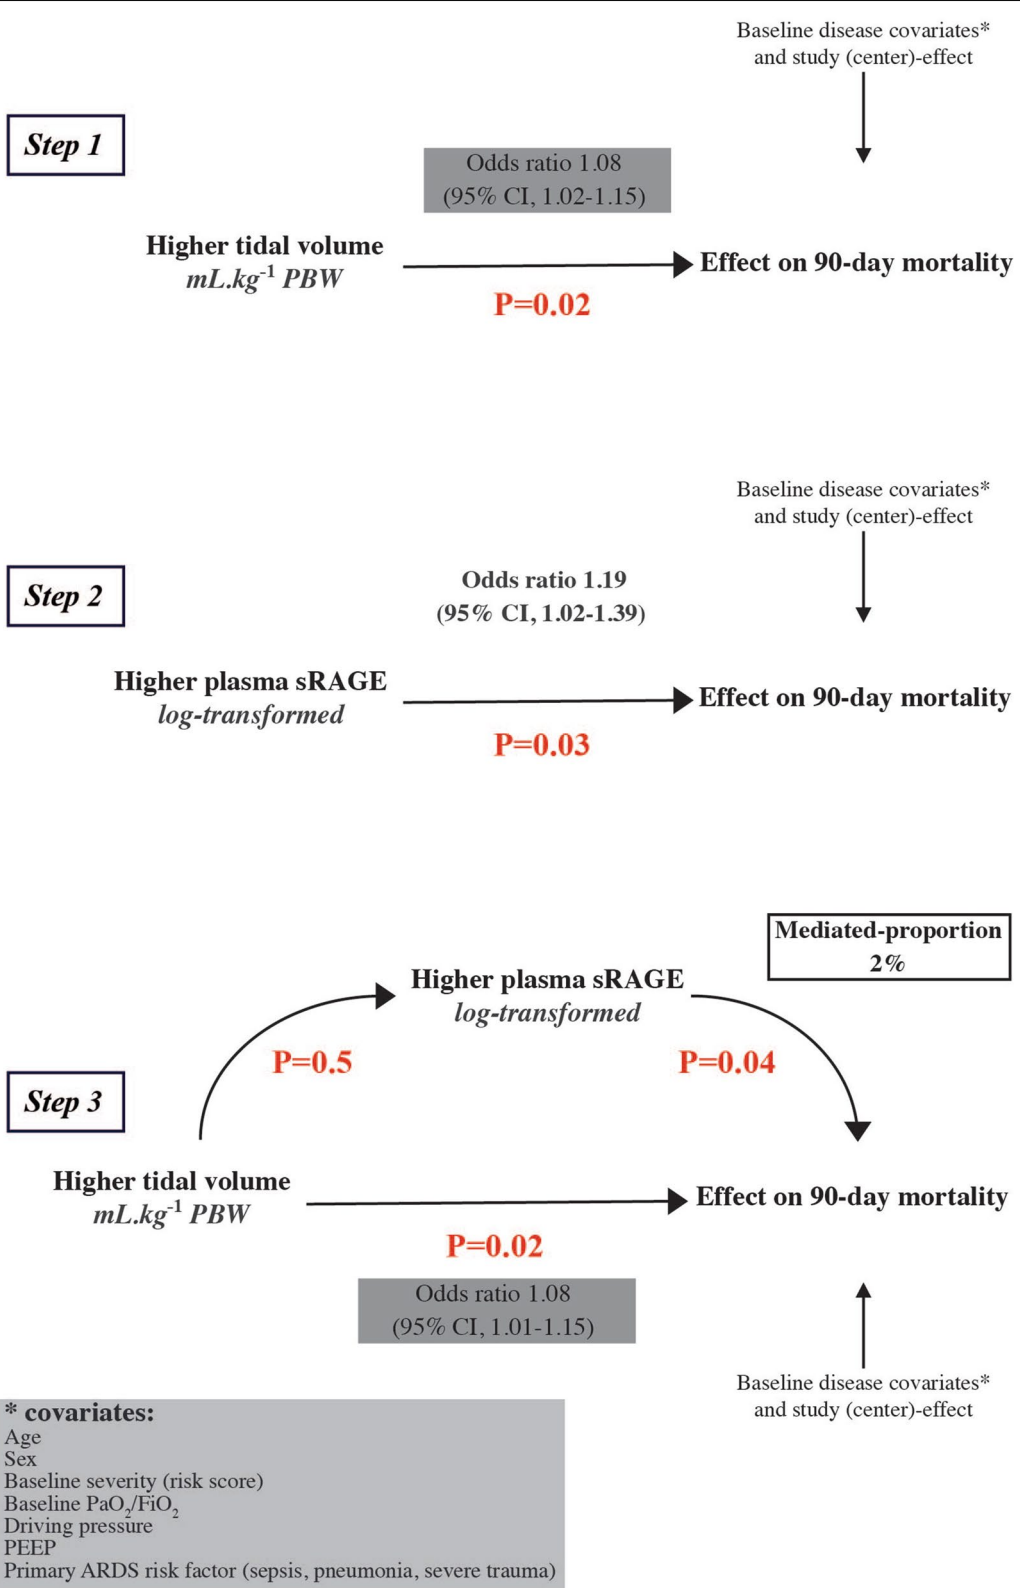 Baseline disease covariates*
and study (center)-effect
Step 1
Odds ratio 1.08
(95% CI, 1.02-1.15)
Higher tidal volume
mL.kg⁻¹ PBW
Effect on 90-day mortality
P=0.02
Baseline disease covariates*
and study (center)-effect
Step 2
Odds ratio 1.19
(95% CI, 1.02-1.39)
Higher plasma sRAGE
log-transformed
Effect on 90-day mortality
P=0.03
Mediated-proportion
2%
Higher plasma sRAGE
log-transformed
P=0.5
P=0.04
Step 3
Higher tidal volume
mL.kg⁻¹ PBW
Effect on 90-day mortality
P=0.02
Odds ratio 1.08
(95% CI, 1.01-1.15)
Baseline disease covariates*
and study (center)-effect
* covariates:
Age
Sex
Baseline severity (risk score)
Baseline PaO₂/FiO₂
Driving pressure
PEEP
Primary ARDS risk factor (sepsis, pneumonia, severe trauma)